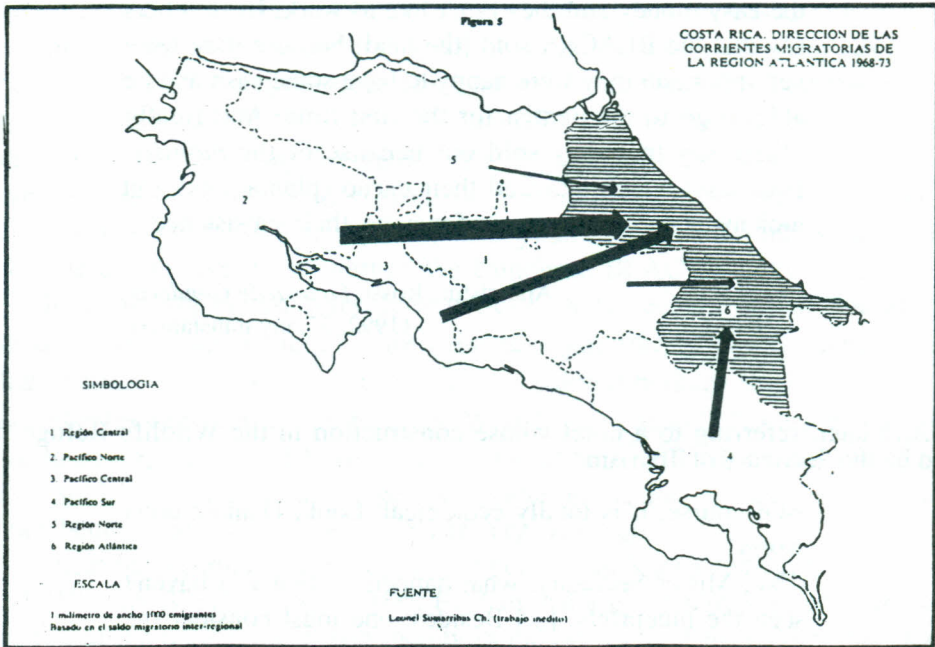 Figura 5
COSTA RICA. DIRECCION DE LAS
CORRIENTES MIGRATORIAS DE
LA REGION ATLANTICA 1968-73
5
2
1
6
4
SIMBOLOGIA
1 Región Central
2. Pacífico Norte
3. Pacífico Central
4 Pacífico Sur
5 Región Norte
6 Región Atlántica
ESCALA
1 milímetro de ancho 1000 emigrantes
Basado en el saldo migratorio inter-regional
FUENTE
Leonel Somarribas Ch. (trabajo inédito)